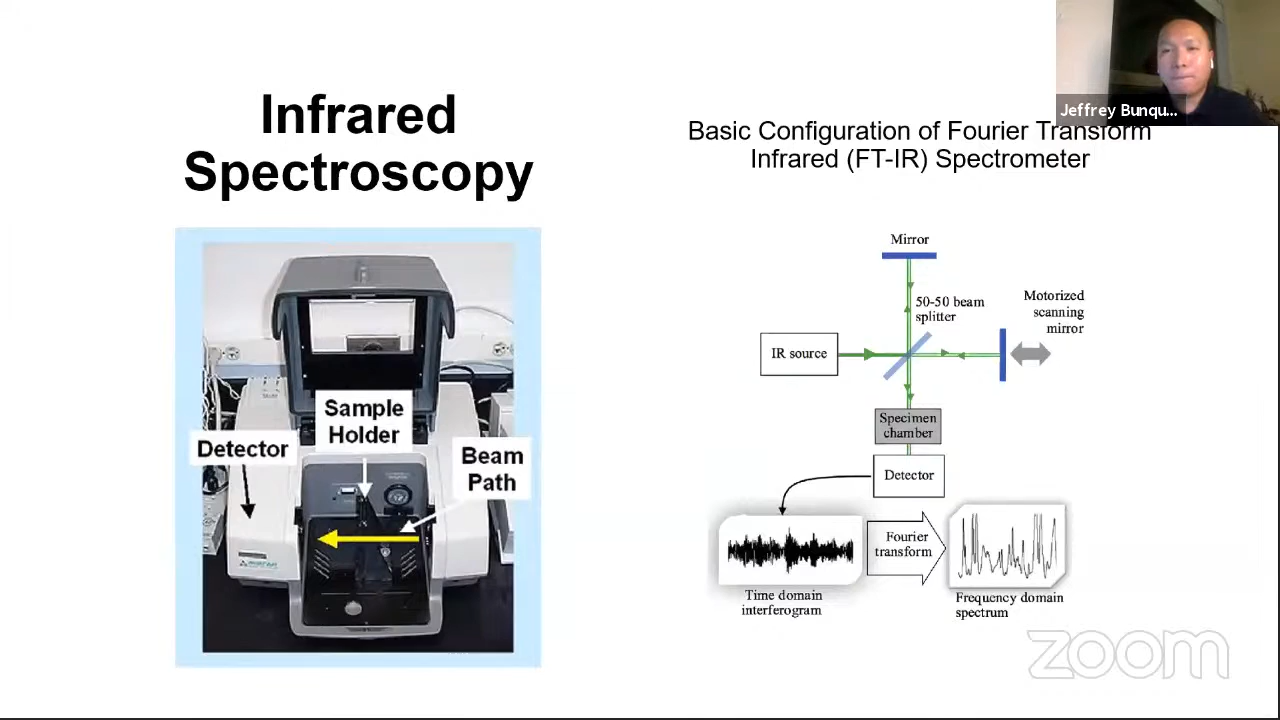 Infrared
Spectroscopy
Jeffrey Bunqu...
Basic Configuration of Fourier Transform
Infrared (FT-IR) Spectrometer
Sample
Holder
Detector
Beam
Path
Mirror
50-50 beam
splitter
Motorized
scanning
mirror
IR source
Specimen
chamber
Detector
Fourier
transform
Time domain
interferogram
Frequency domain
spectrum
zoom